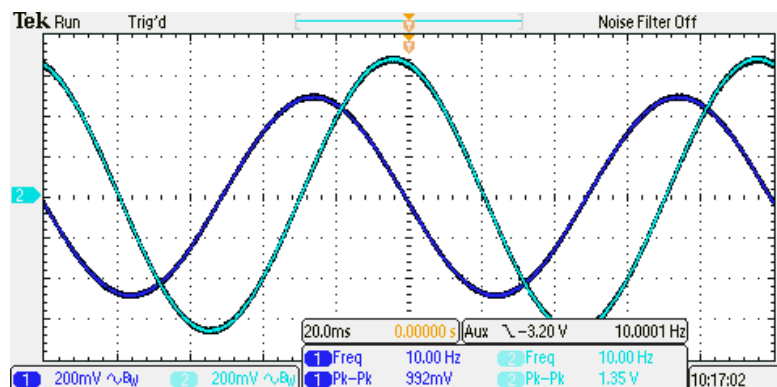 Tek Run Trig'd Noise Filter Off
T
T
2
20.0ms 0.00000 s Aux \-3.20 V 10.0001 Hz
1 Freq 10.00 Hz 2 Freq 10.00 Hz
1 Pk-Pk 992mV 2 Pk-Pk 1.35 V
1 200mV ∿BW 2 200mV ∿BW 10:17:02